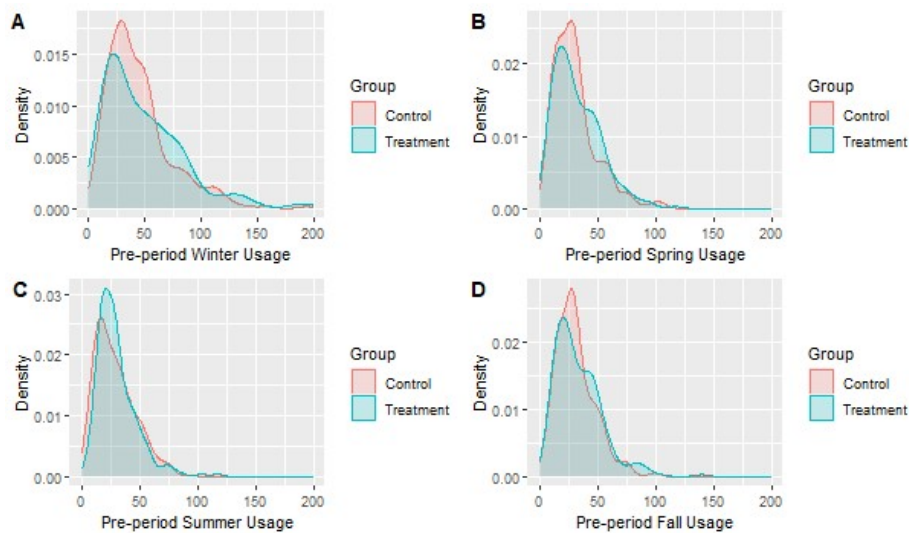 A
Density
0.015
0.010
0.005
0.000
0 50 100 150 200
Pre-period Winter Usage
Group
Control
Treatment
B
Density
0.02
0.01
0.00
0 50 100 150 200
Pre-period Spring Usage
Group
Control
Treatment
C
Density
0.03
0.02
0.01
0.00
0 50 100 150 200
Pre-period Summer Usage
Group
Control
Treatment
D
Density
0.02
0.01
0.00
0 50 100 150 200
Pre-period Fall Usage
Group
Control
Treatment